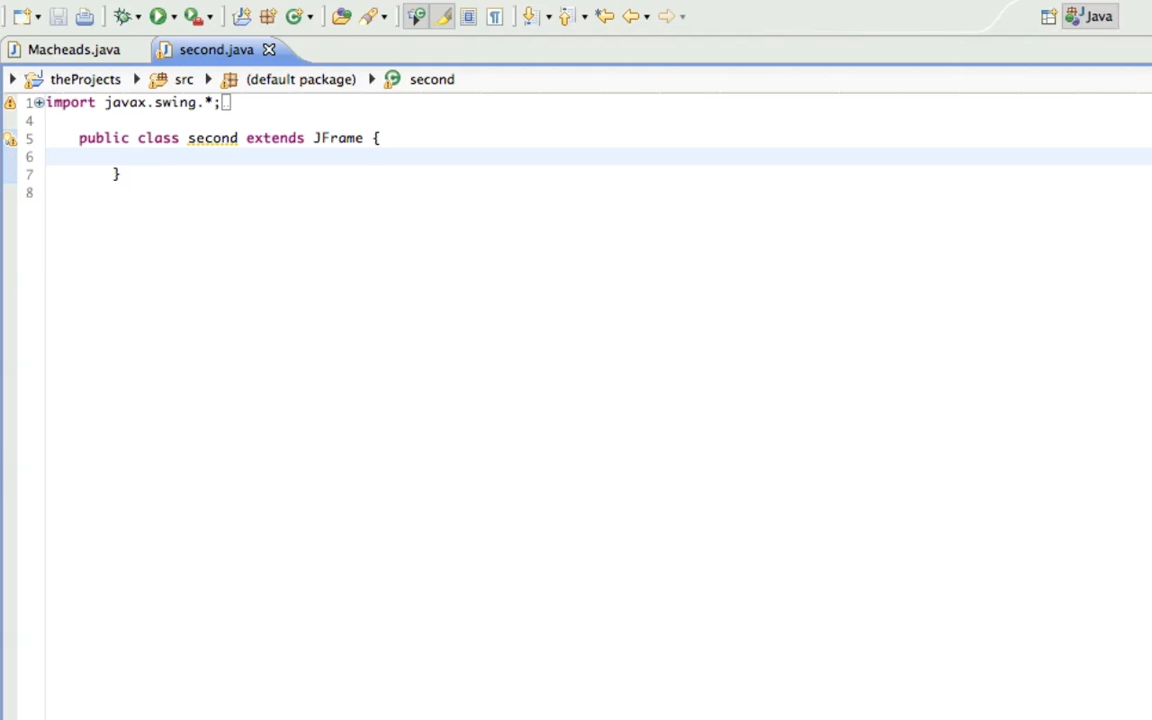 Java
Macheads.java second.java
theProjects src (default package) second
1 import javax.swing.*;
4
5 public class second extends JFrame {
6
7 }
8